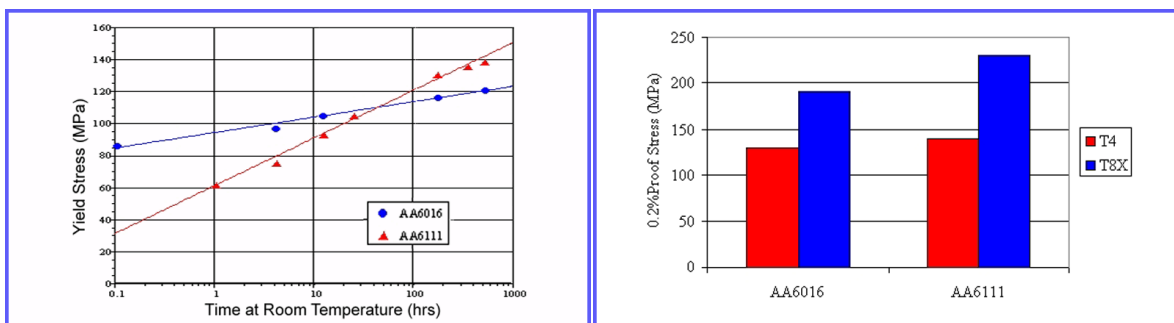 160
140
120
100
80
60
40
20
0
Yield Stress (MPa)
AA6016
AA6111
0.1 1 10 100 1000
Time at Room Temperature (hrs)
250
200
150
100
50
0
0.2%Proof Stress (MPa)
T4
T8X
AA6016 AA6111